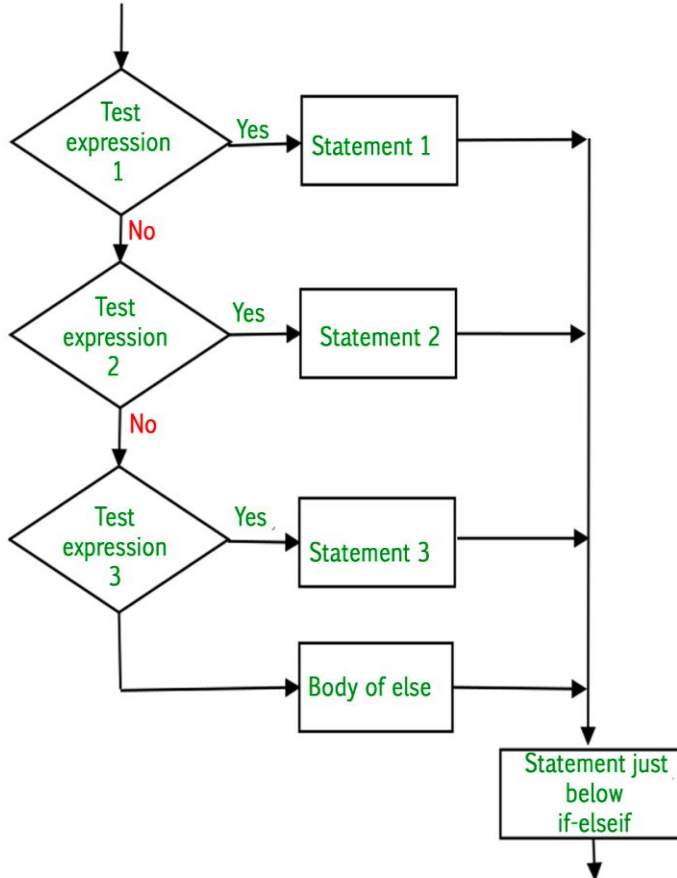 Test
expression
1
Yes
Statement 1
No
Test
expression
2
Yes
Statement 2
No
Test
expression
3
Yes
Statement 3
Body of else
Statement just
below
if-elseif